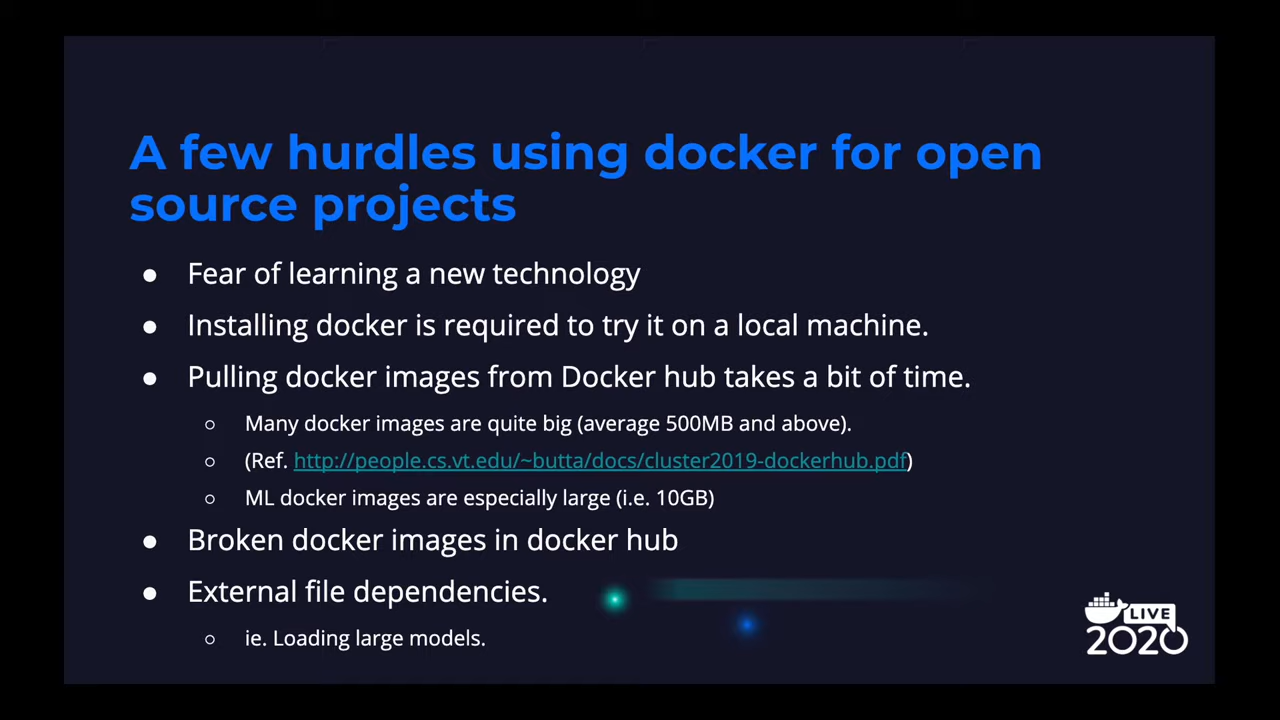 A few hurdles using docker for open
source projects
● Fear of learning a new technology
● Installing docker is required to try it on a local machine.
● Pulling docker images from Docker hub takes a bit of time.
○ Many docker images are quite big (average 500MB and above).
○ (Ref. http://people.cs.vt.edu/~butta/docs/cluster2019-dockerhub.pdf)
○ ML docker images are especially large (i.e. 10GB)
● Broken docker images in docker hub
● External file dependencies.
○ ie. Loading large models.
LIVE
2020